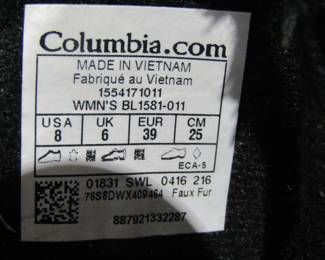 Columbia.com
MADE IN VIETNAM
Fabriqué au Vietnam
1554171011
WMN'S BL1581-011
USA UK EUR CM
8 6 39 25
ECA-5
01831 SWL 0416 216
76S8DWX409464 Faux Fur
887921332287